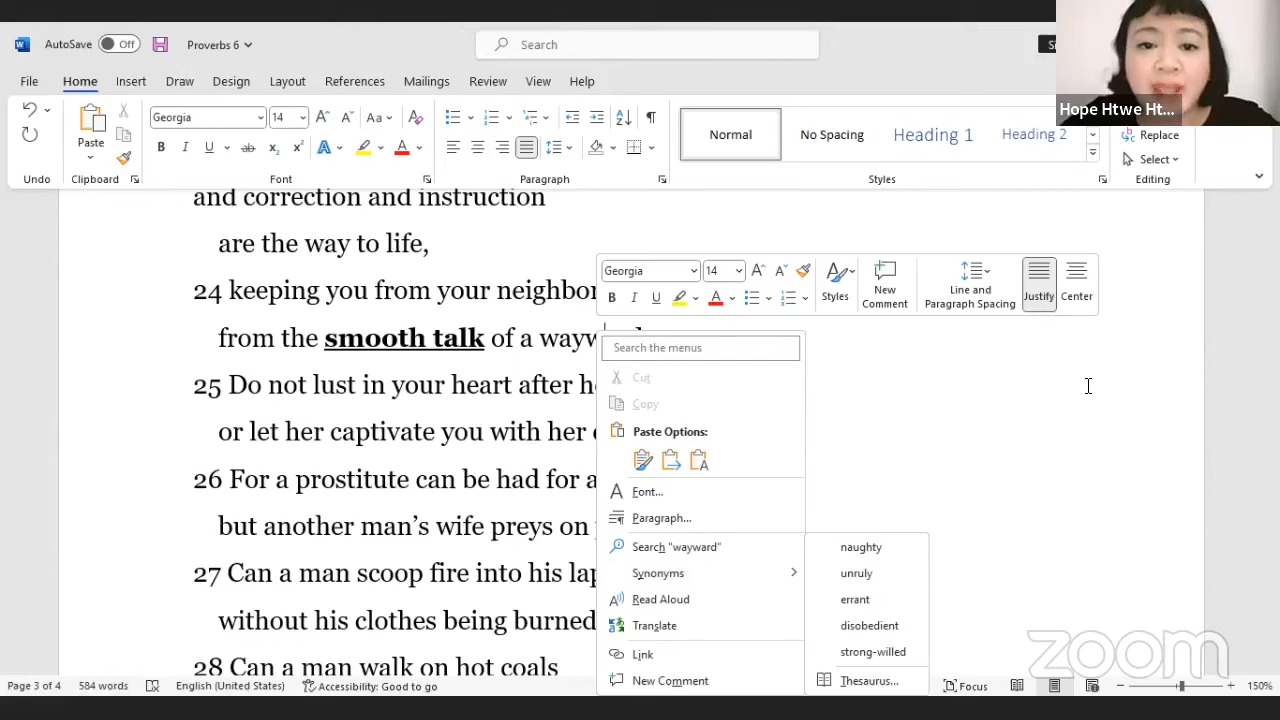 AutoSave Off Proverbs 6 Search
Hope Htwe Ht...
File Home Insert Draw Design Layout References Mailings Review View Help
Georgia 14 Aa
Paste
Normal No Spacing Heading 1 Heading 2
Replace
Select
Undo Clipboard Font Paragraph Styles Editing
and correction and instruction
are the way to life,
24 keeping you from your neighbor
from the smooth talk of a wayward
25 Do not lust in your heart after
or let her captivate you with her
26 For a prostitute can be had for a
but another man’s wife preys on
27 Can a man scoop fire into his lap
without his clothes being burned
28 Can a man walk on hot coals
Georgia 14
B I U
Styles
New Comment
Line and Paragraph Spacing
Justify
Center
Search the menus
Cut
Copy
Paste Options:
Font...
Paragraph...
Search "wayward"
Synonyms
Read Aloud
Translate
Link
New Comment
naughty
unruly
errant
disobedient
strong-willed
Thesaurus...
zoom
Page 3 of 4 584 words English (United States) Accessibility: Good to go Focus 150%